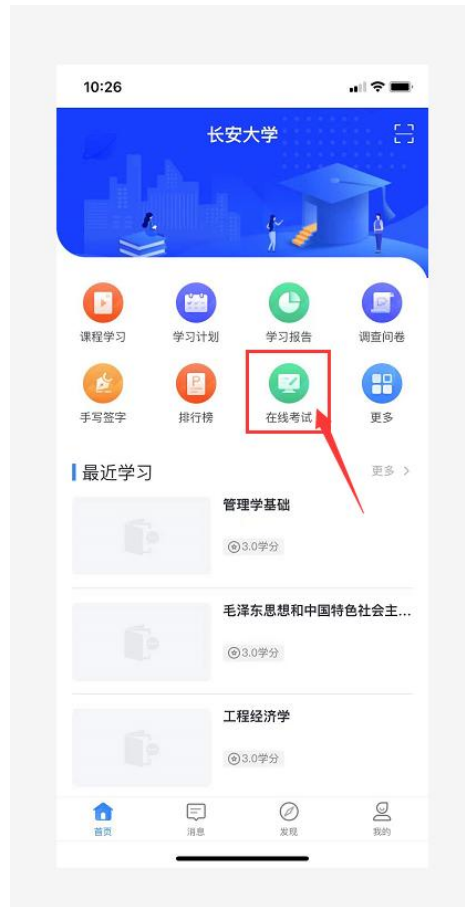 10:26
长安大学
课程学习 学习计划 学习报告 调查问卷
手写签字 排行榜 在线考试 更多
最近学习 更多 >
管理学基础
3.0学分
毛泽东思想和中国特色社会主...
3.0学分
工程经济学
3.0学分
首页 消息 发现 我的